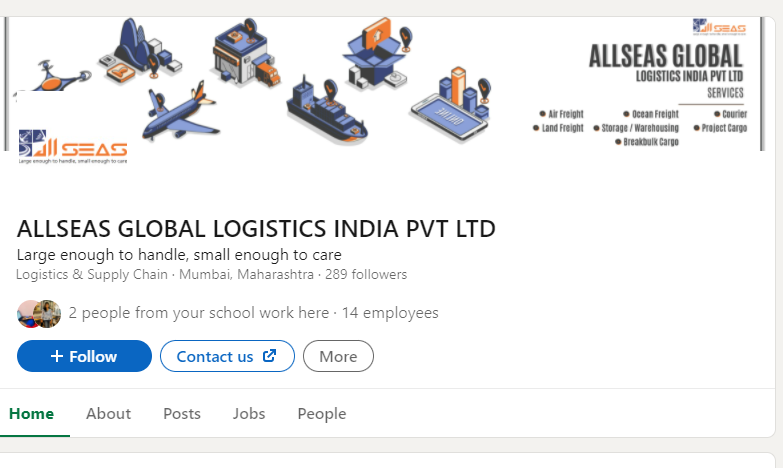 ALL SEAS
ALLSEAS GLOBAL
LOGISTICS INDIA PVT LTD
SERVICES
Air Freight
Ocean Freight
Courier
Land Freight
Storage / Warehousing
Project Cargo
Breakbulk Cargo
ONLINE
ALL SEAS
Large enough to handle, small enough to care
ALLSEAS GLOBAL LOGISTICS INDIA PVT LTD
Large enough to handle, small enough to care
Logistics & Supply Chain · Mumbai, Maharashtra · 289 followers
2 people from your school work here · 14 employees
+ Follow
Contact us
More
Home
About
Posts
Jobs
People